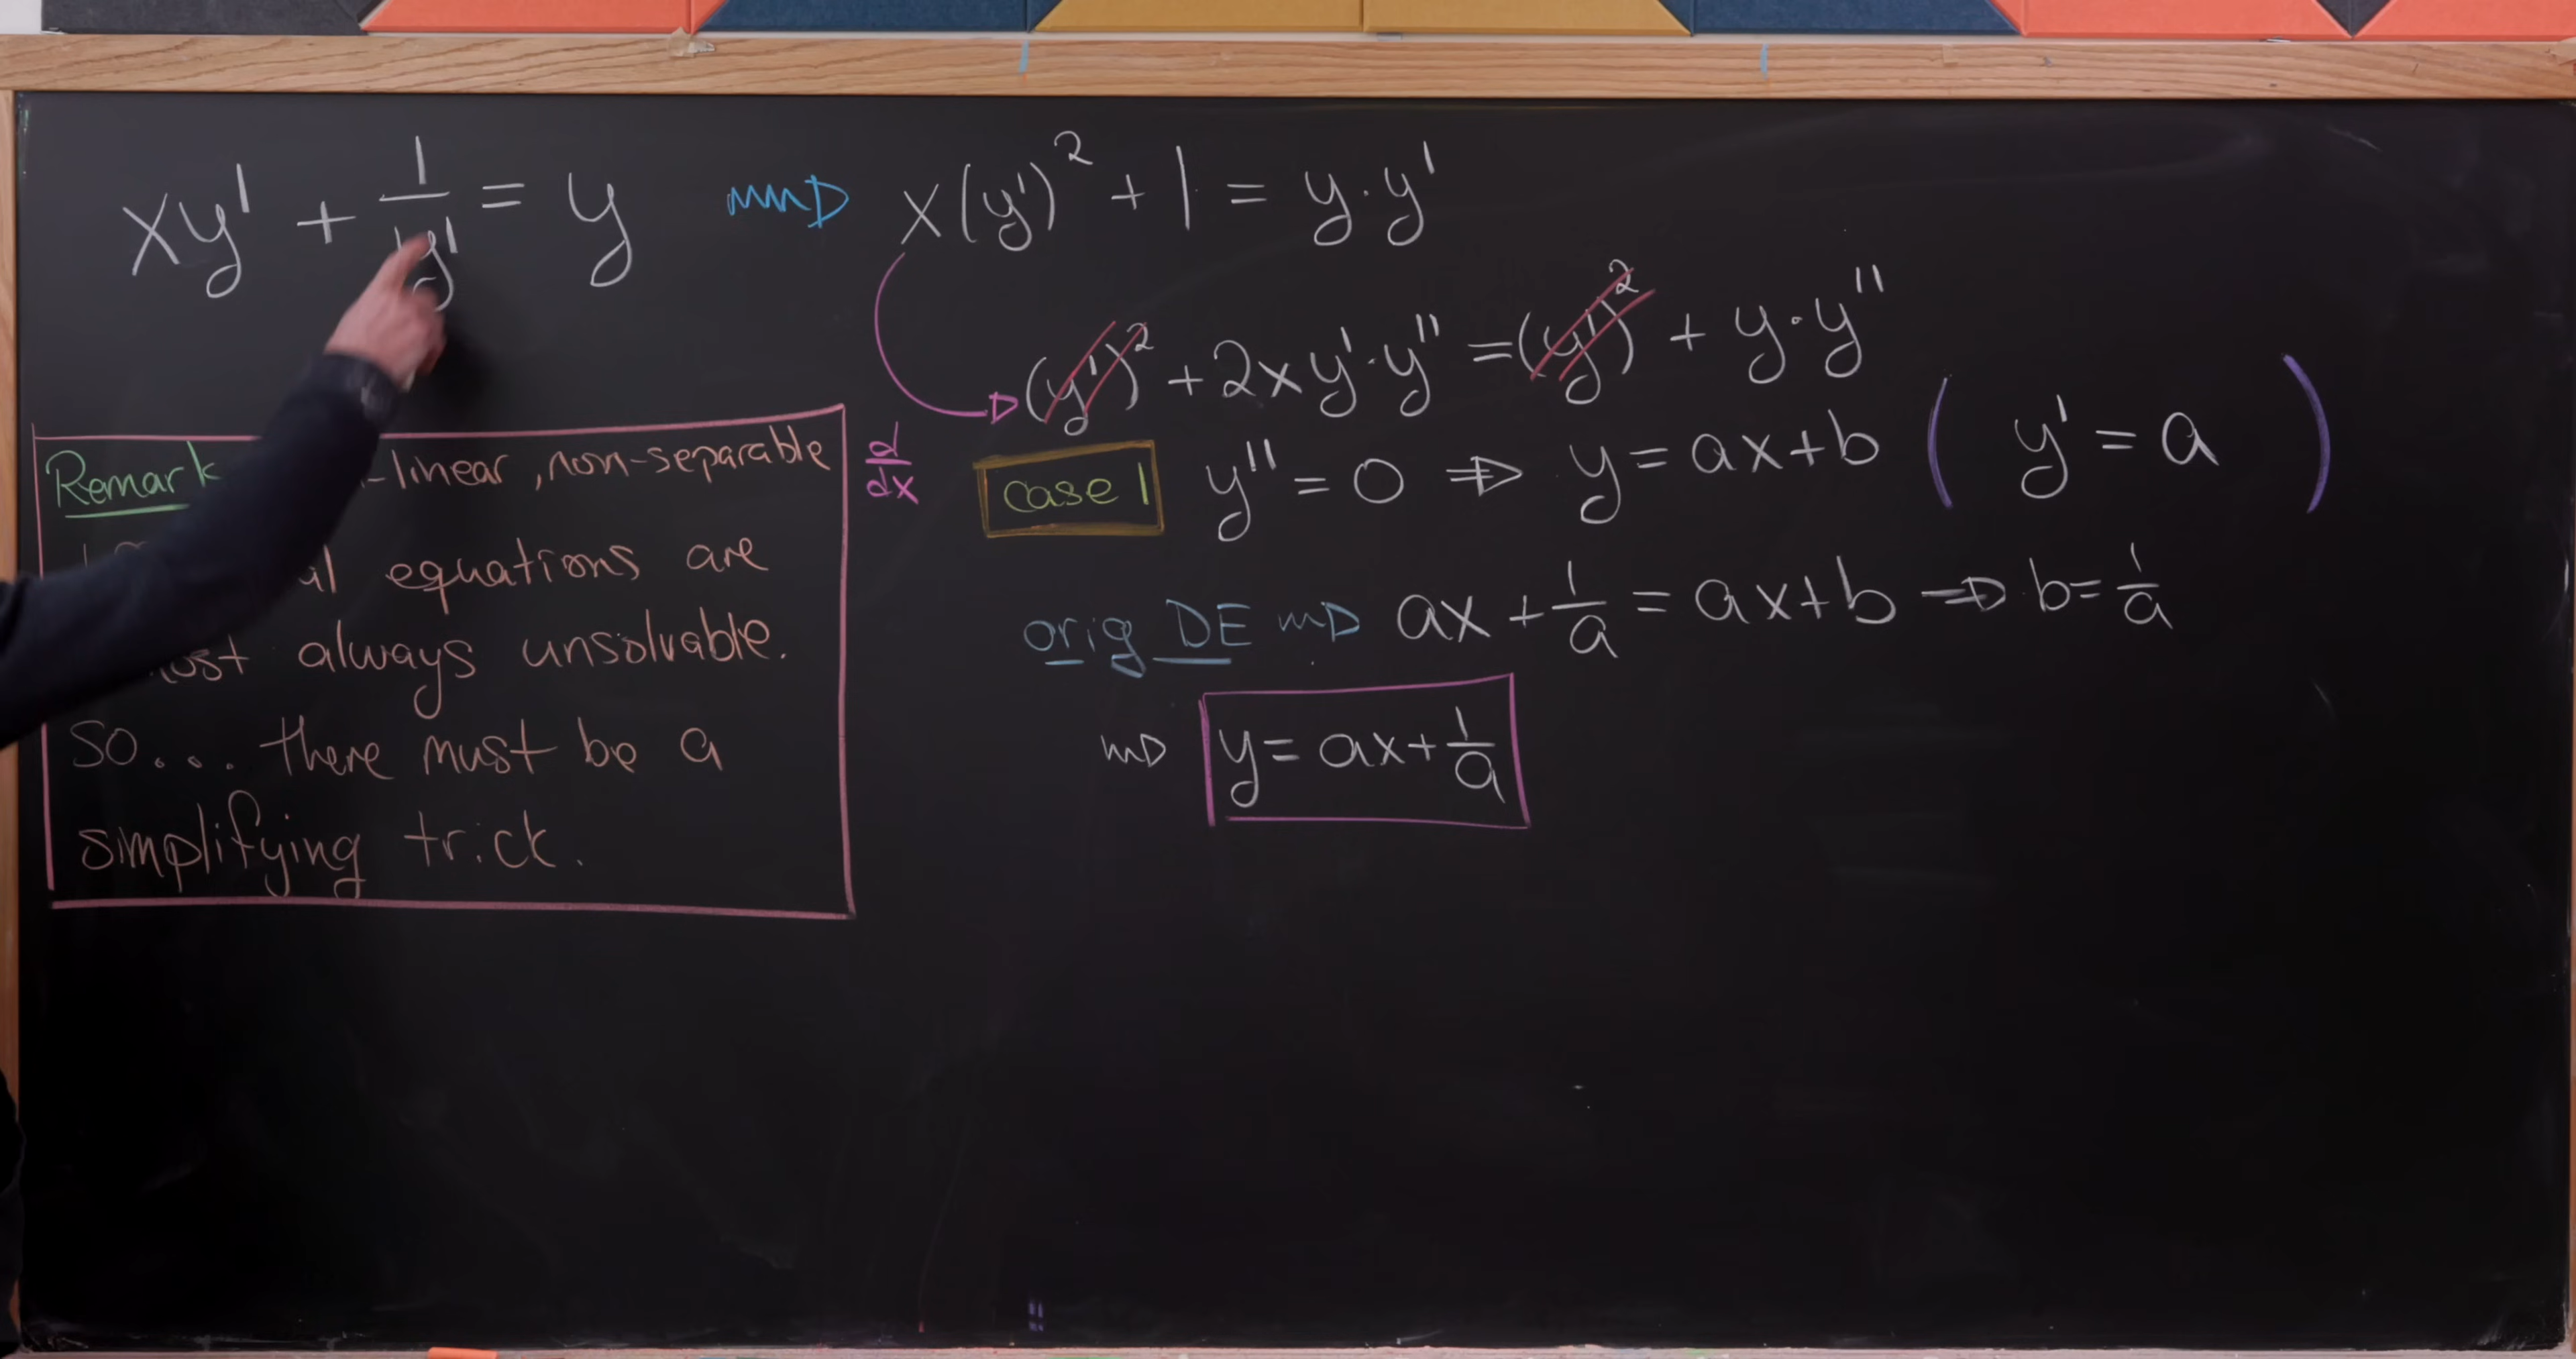 xy' + 1/y' = y ⇝ x(y')² + 1 = y·y'
(y')² + 2xy'·y'' = (y')² + y·y''
d/dx
case 1 y'' = 0 ⇒ y = ax+b ( y' = a )
orig DE ⇝ ax + 1/a = ax+b → b = 1/a
⇝ y = ax + 1/a
Remark -linear, non-separable
equations are
always unsolvable.
so... there must be a
simplifying trick.